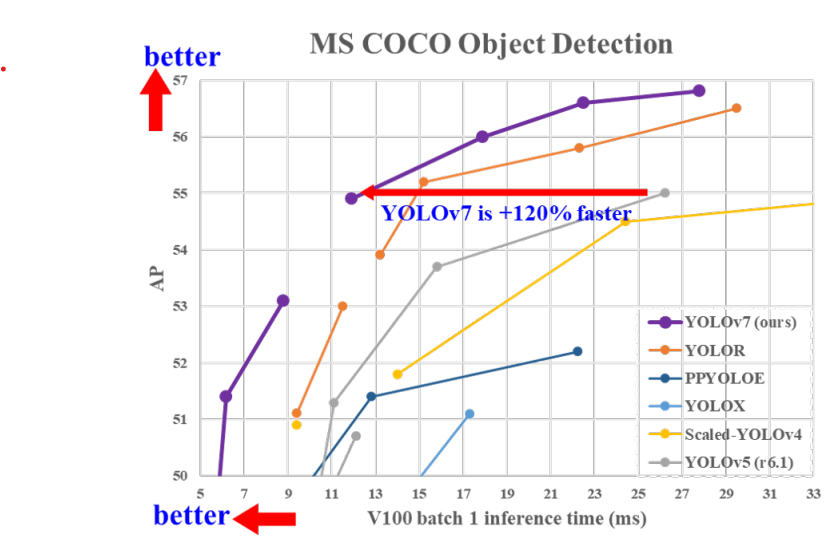 MS COCO Object Detection
better
57
56
55
YOLOv7 is +120% faster
54
AP
53
52
51
50
YOLOv7 (ours)
YOLOR
PPYOLOE
YOLOX
Scaled-YOLOv4
YOLOv5 (r6.1)
5 7 9 11 13 15 17 19 21 23 25 27 29 31 33
better
V100 batch 1 inference time (ms)